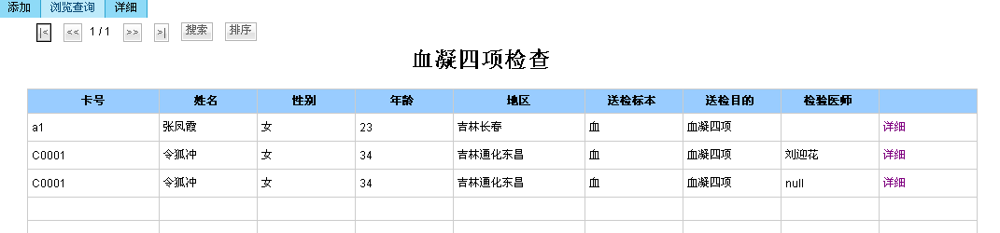 添加 浏览查询 详细
|< << 1 / 1 >> >| 搜索 排序
血凝四项检查
卡号 姓名 性别 年龄 地区 送检标本 送检目的 检验医师
a1 张凤霞 女 23 吉林长春 血 血凝四项 详细
C0001 令狐冲 女 34 吉林通化东昌 血 血凝四项 刘迎花 详细
C0001 令狐冲 女 34 吉林通化东昌 血 血凝四项 null 详细